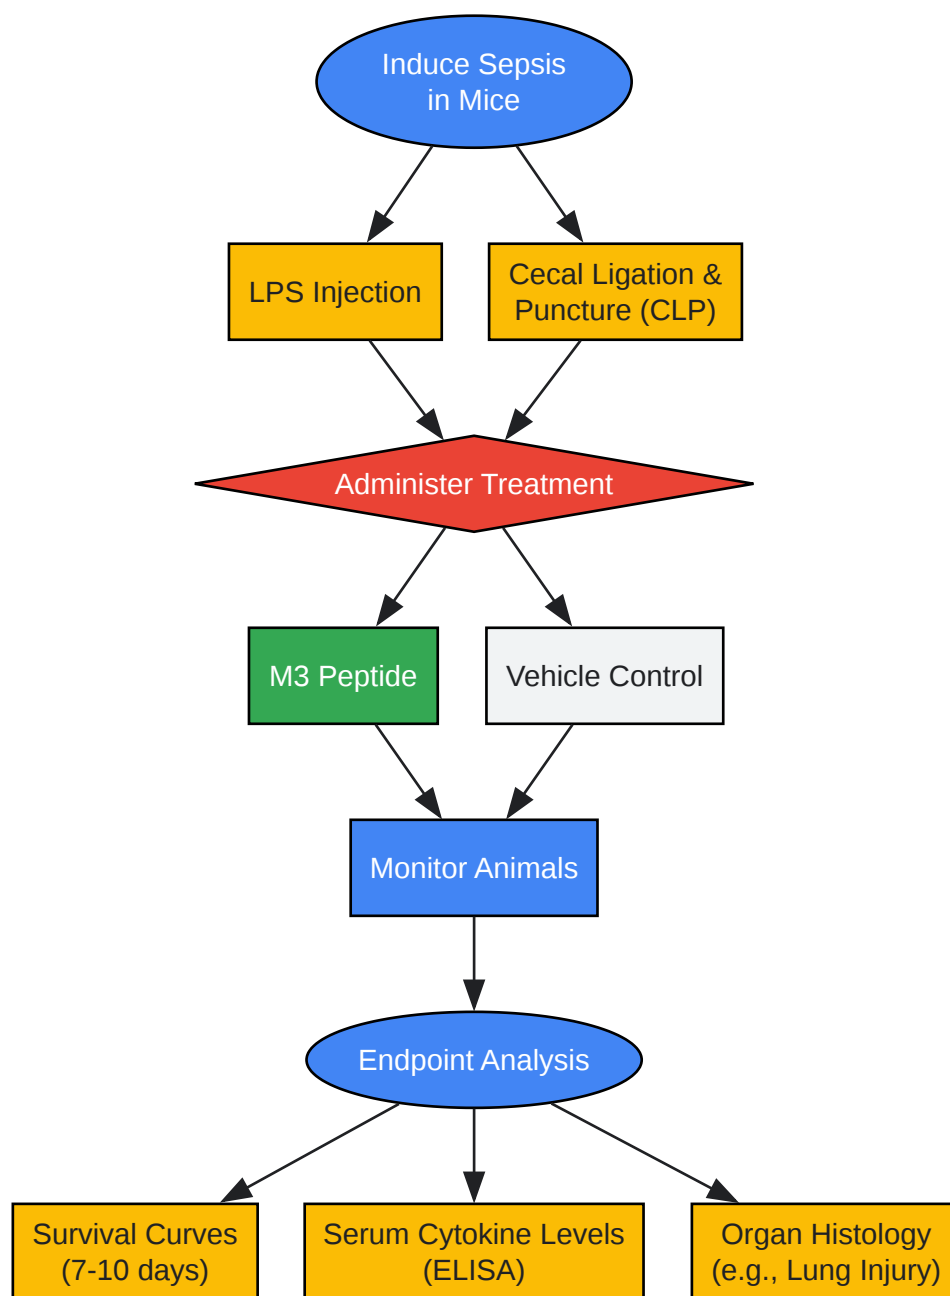 Induce Sepsis
in Mice
LPS Injection
Cecal Ligation &
Puncture (CLP)
Administer Treatment
M3 Peptide
Vehicle Control
Monitor Animals
Endpoint Analysis
Survival Curves
(7-10 days)
Serum Cytokine Levels
(ELISA)
Organ Histology
(e.g., Lung Injury)